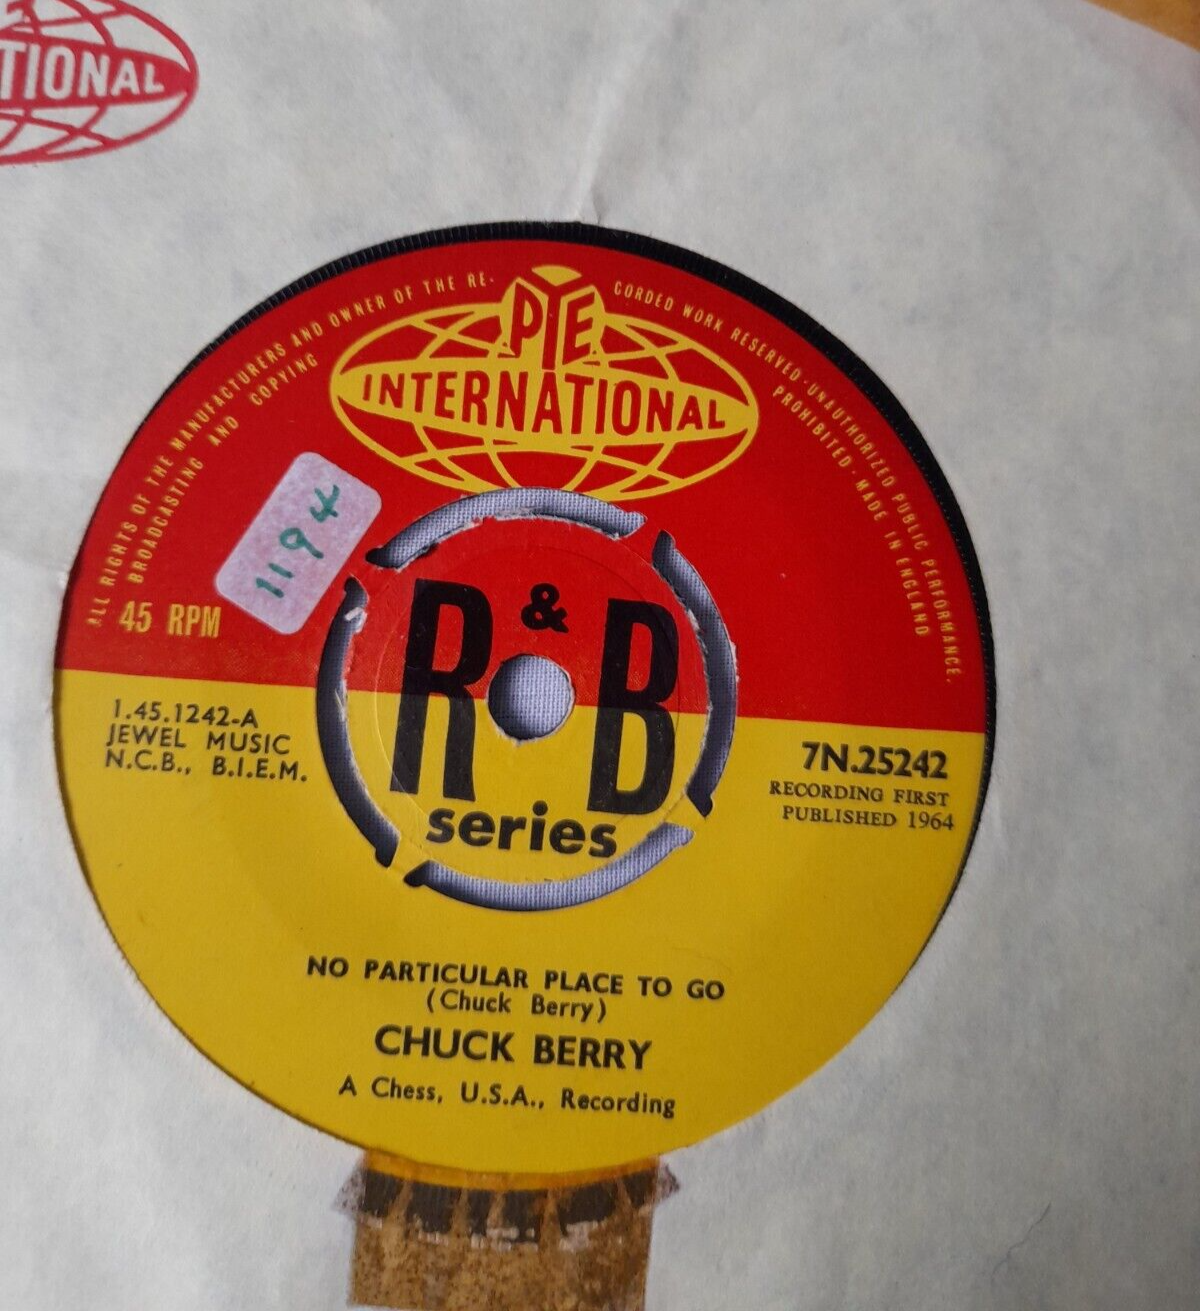 TIONAL
ALL RIGHTS OF THE MANUFACTURERS AND OWNER OF THE RE-
CORDED WORK RESERVED·UNAUTHORIZED PUBLIC PERFORMANCE.
BROADCASTING AND COPYING
PROHIBITED·MADE IN ENGLAND
PYE
INTERNATIONAL
1194
45 RPM
R & B
series
1.45.1242-A
JEWEL MUSIC
N.C.B., B.I.E.M.
7N.25242
RECORDING FIRST
PUBLISHED 1964
NO PARTICULAR PLACE TO GO
(Chuck Berry)
CHUCK BERRY
A Chess, U.S.A., Recording